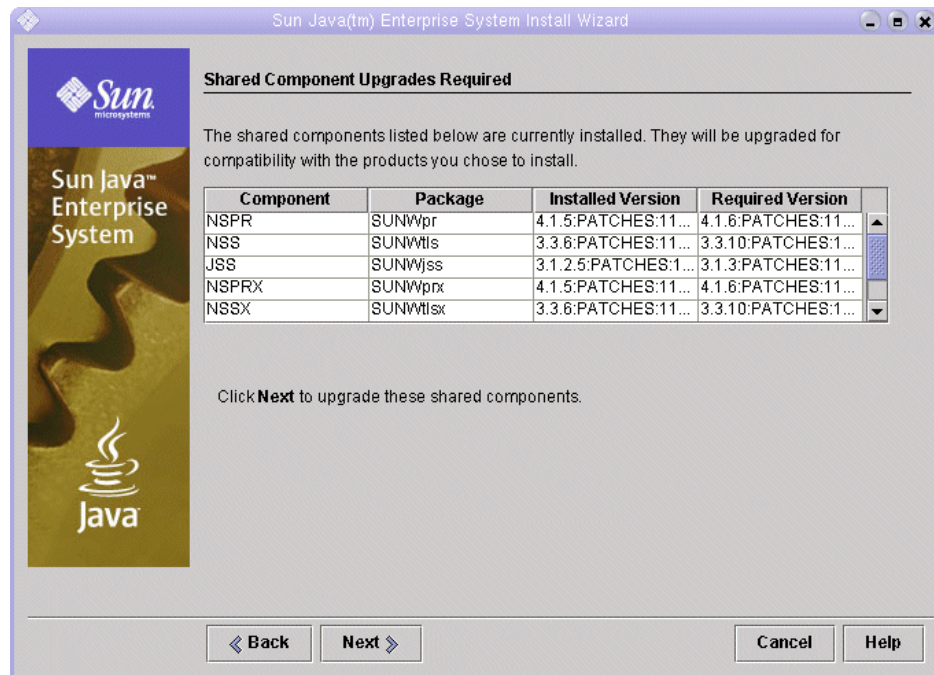 Sun Java(tm) Enterprise System Install Wizard
Sun
microsystems
Sun Java™
Enterprise
System
Java
Shared Component Upgrades Required
The shared components listed below are currently installed. They will be upgraded for
compatibility with the products you chose to install.
Component Package Installed Version Required Version
NSPR SUNWpr 4.1.5:PATCHES:11... 4.1.6:PATCHES:11...
NSS SUNWtls 3.3.6:PATCHES:11... 3.3.10:PATCHES:11...
JSS SUNWjss 3.1.2.5:PATCHES:1... 3.1.3:PATCHES:11...
NSPRX SUNWprx 4.1.5:PATCHES:11... 4.1.6:PATCHES:11...
NSSX SUNWtlsx 3.3.6:PATCHES:11... 3.3.10:PATCHES:1...
Click Next to upgrade these shared components.
Back Next Cancel Help